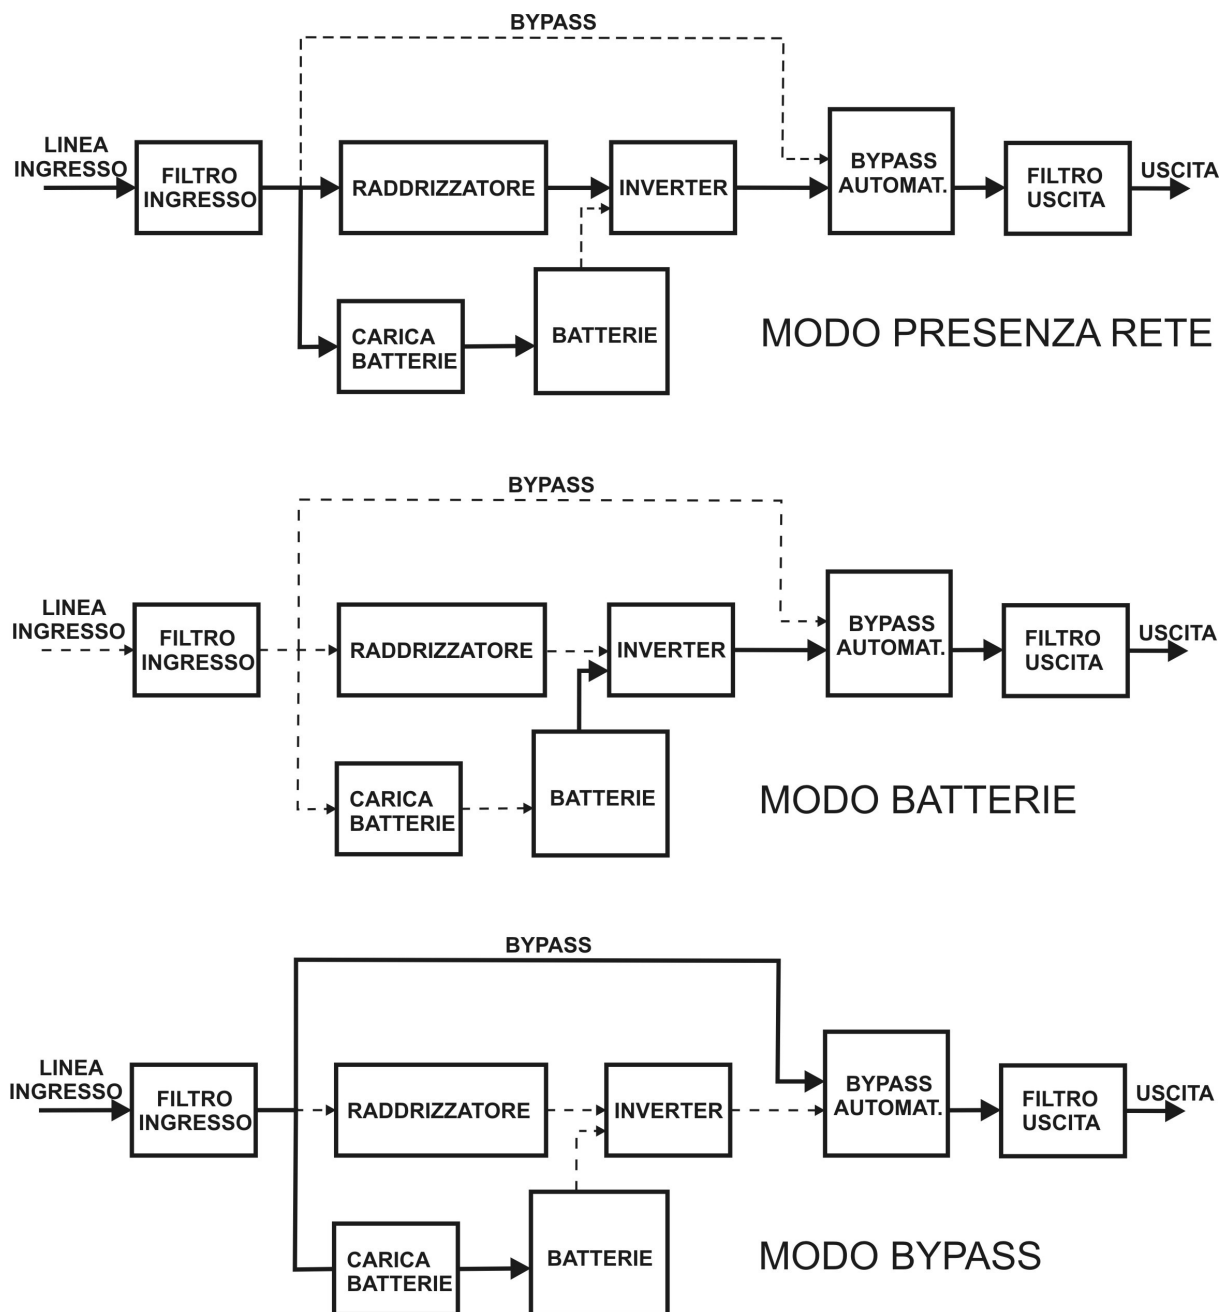 BYPASS
LINEA
INGRESSO
FILTRO
INGRESSO
RADDRIZZATORE
INVERTER
BYPASS
AUTOMAT.
FILTRO
USCITA
USCITA
CARICA
BATTERIE
BATTERIE
MODO PRESENZA RETE
BYPASS
LINEA
INGRESSO
FILTRO
INGRESSO
RADDRIZZATORE
INVERTER
BYPASS
AUTOMAT.
FILTRO
USCITA
USCITA
CARICA
BATTERIE
BATTERIE
MODO BATTERIE
BYPASS
LINEA
INGRESSO
FILTRO
INGRESSO
RADDRIZZATORE
INVERTER
BYPASS
AUTOMAT.
FILTRO
USCITA
USCITA
CARICA
BATTERIE
BATTERIE
MODO BYPASS